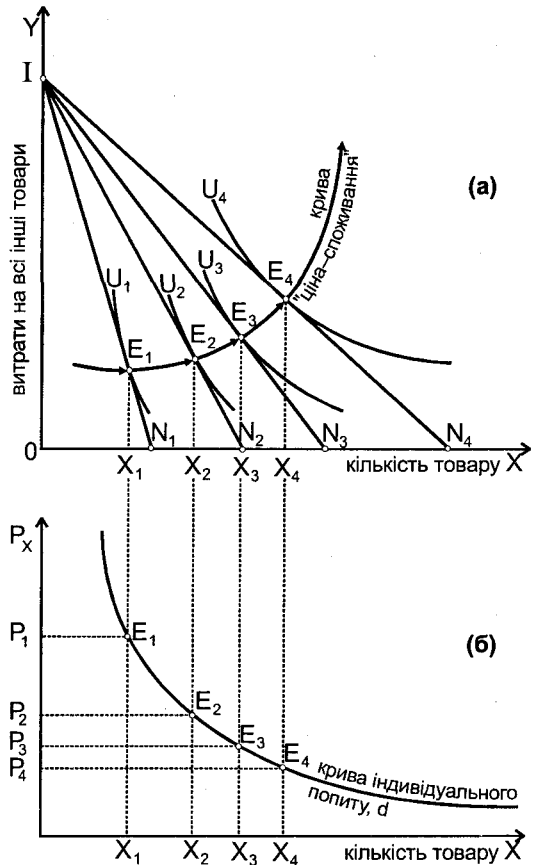 Y
I
витрати на всі інші товари
(а)
крива
"ціна–споживання"
U₄
U₃
U₂
U₁
E₄
E₃
E₂
E₁
N₁ N₂ N₃ N₄
0
X₁ X₂ X₃ X₄ кількість товару X
Pₓ
(б)
P₁
E₁
P₂
E₂
P₃
E₃
P₄
E₄
крива індивідуального
попиту, d
X₁ X₂ X₃ X₄ кількість товару X